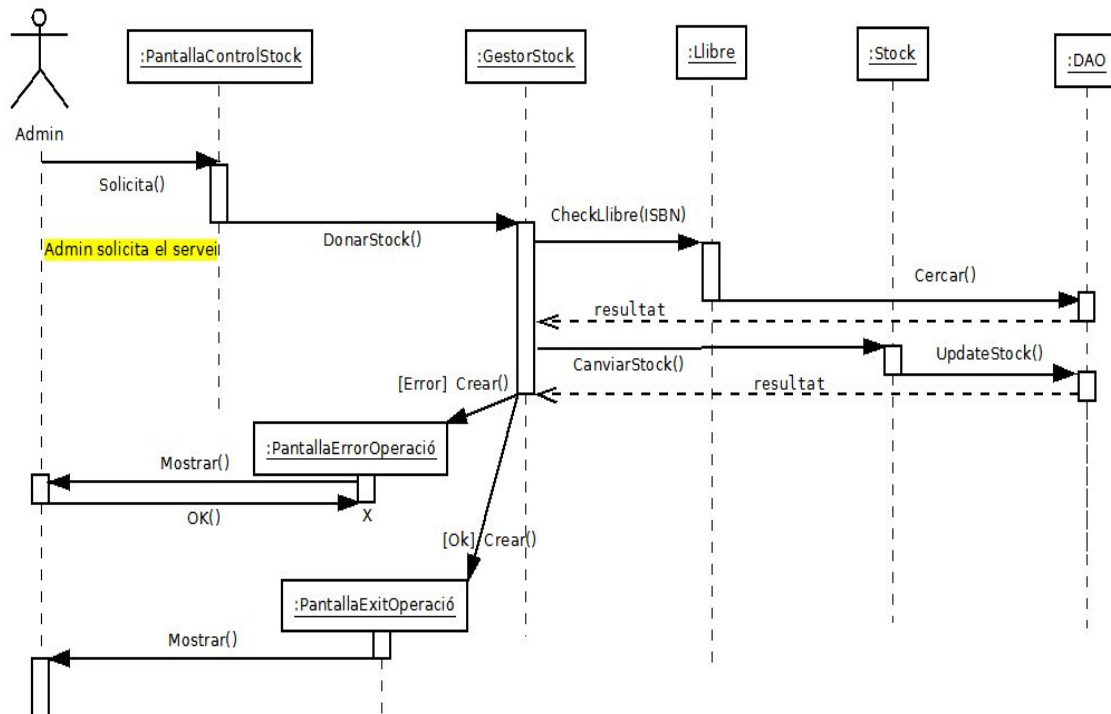 :PantallaControlStock
:GestorStock
:Llibre
:Stock
:DAO
Admin
Solicita()
CheckLlibre(ISBN)
DonarStock()
Admin solicita el servei
Cercar()
resultat
CanviarStock()
UpdateStock()
[Error] Crear()
resultat
:PantallaErrorOperació
Mostrar()
OK()
X
[Ok] Crear()
:PantallaExitOperació
Mostrar()